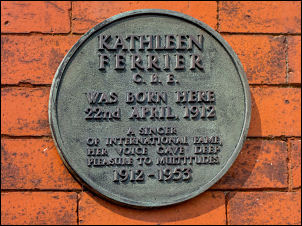 KATHLEEN
FERRIER
C.B.E.
WAS BORN HERE
22nd APRIL, 1912
A SINGER
OF INTERNATIONAL FAME,
HER VOICE GAVE DEEP
PLEASURE TO MULTITUDES
1912-1953